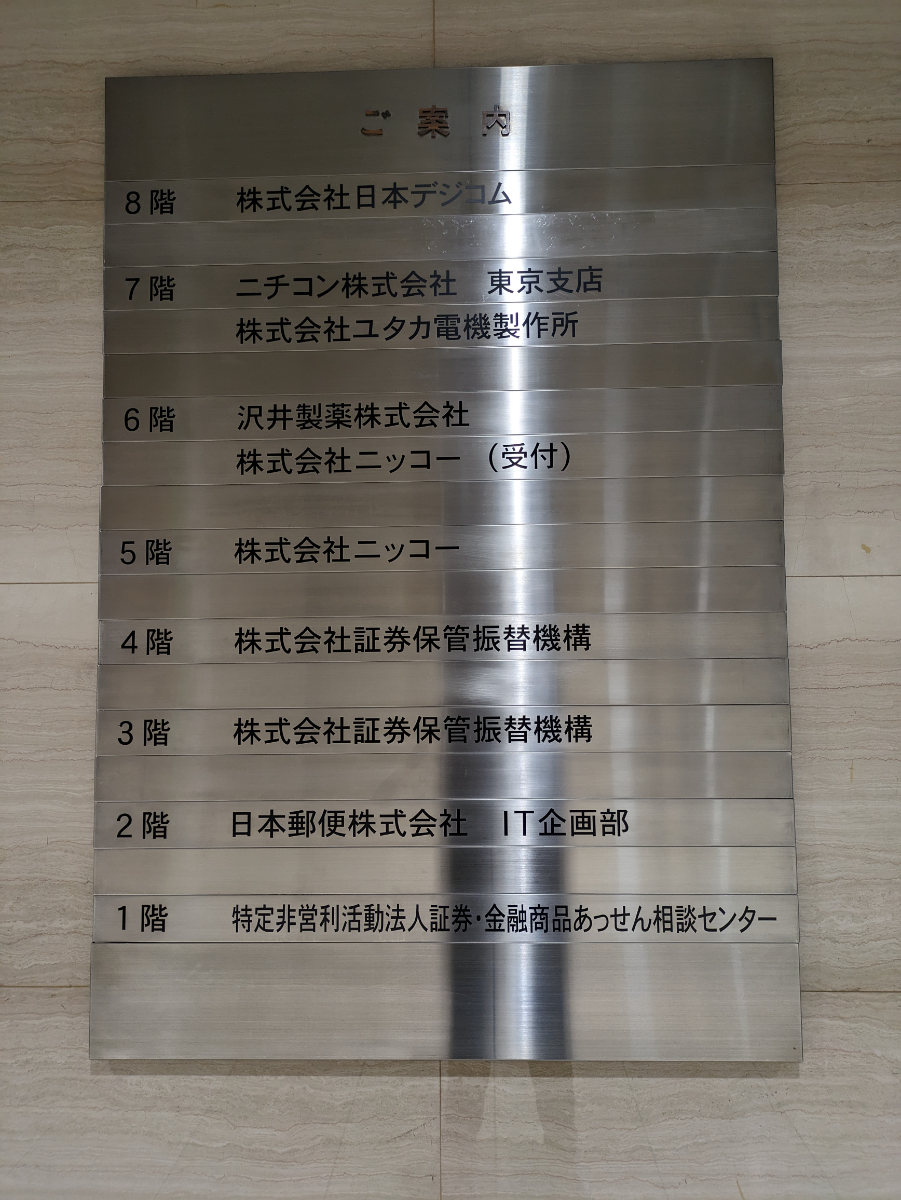 ご案内
8階 株式会社日本デジコム
7階 ニチコン株式会社 東京支店
株式会社ユタカ電機製作所
6階 沢井製薬株式会社
株式会社ニッコー (受付)
5階 株式会社ニッコー
4階 株式会社証券保管振替機構
3階 株式会社証券保管振替機構
2階 日本郵便株式会社 IT企画部
1階 特定非営利活動法人証券・金融商品あっせん相談センター